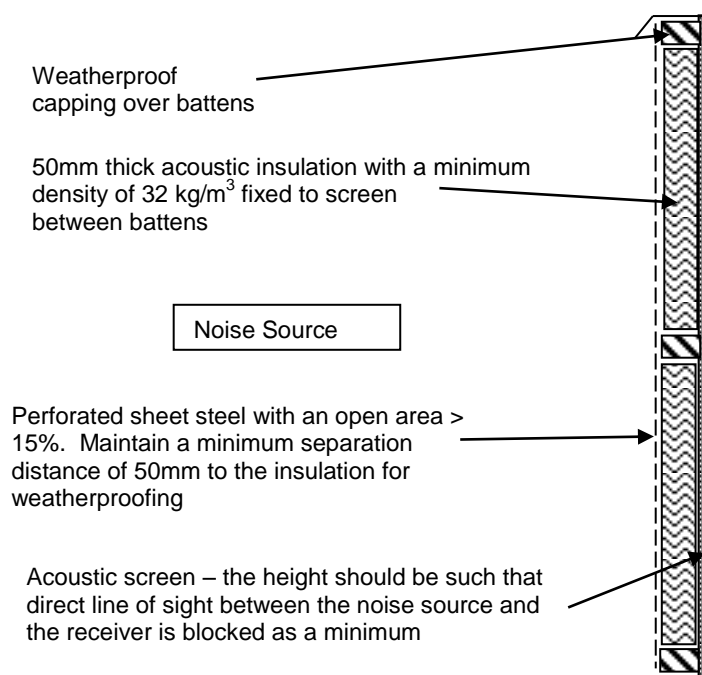 Weatherproof
capping over battens
50mm thick acoustic insulation with a minimum
density of 32 kg/m³ fixed to screen
between battens
Noise Source
Perforated sheet steel with an open area >
15%. Maintain a minimum separation
distance of 50mm to the insulation for
weatherproofing
Acoustic screen – the height should be such that
direct line of sight between the noise source and
the receiver is blocked as a minimum